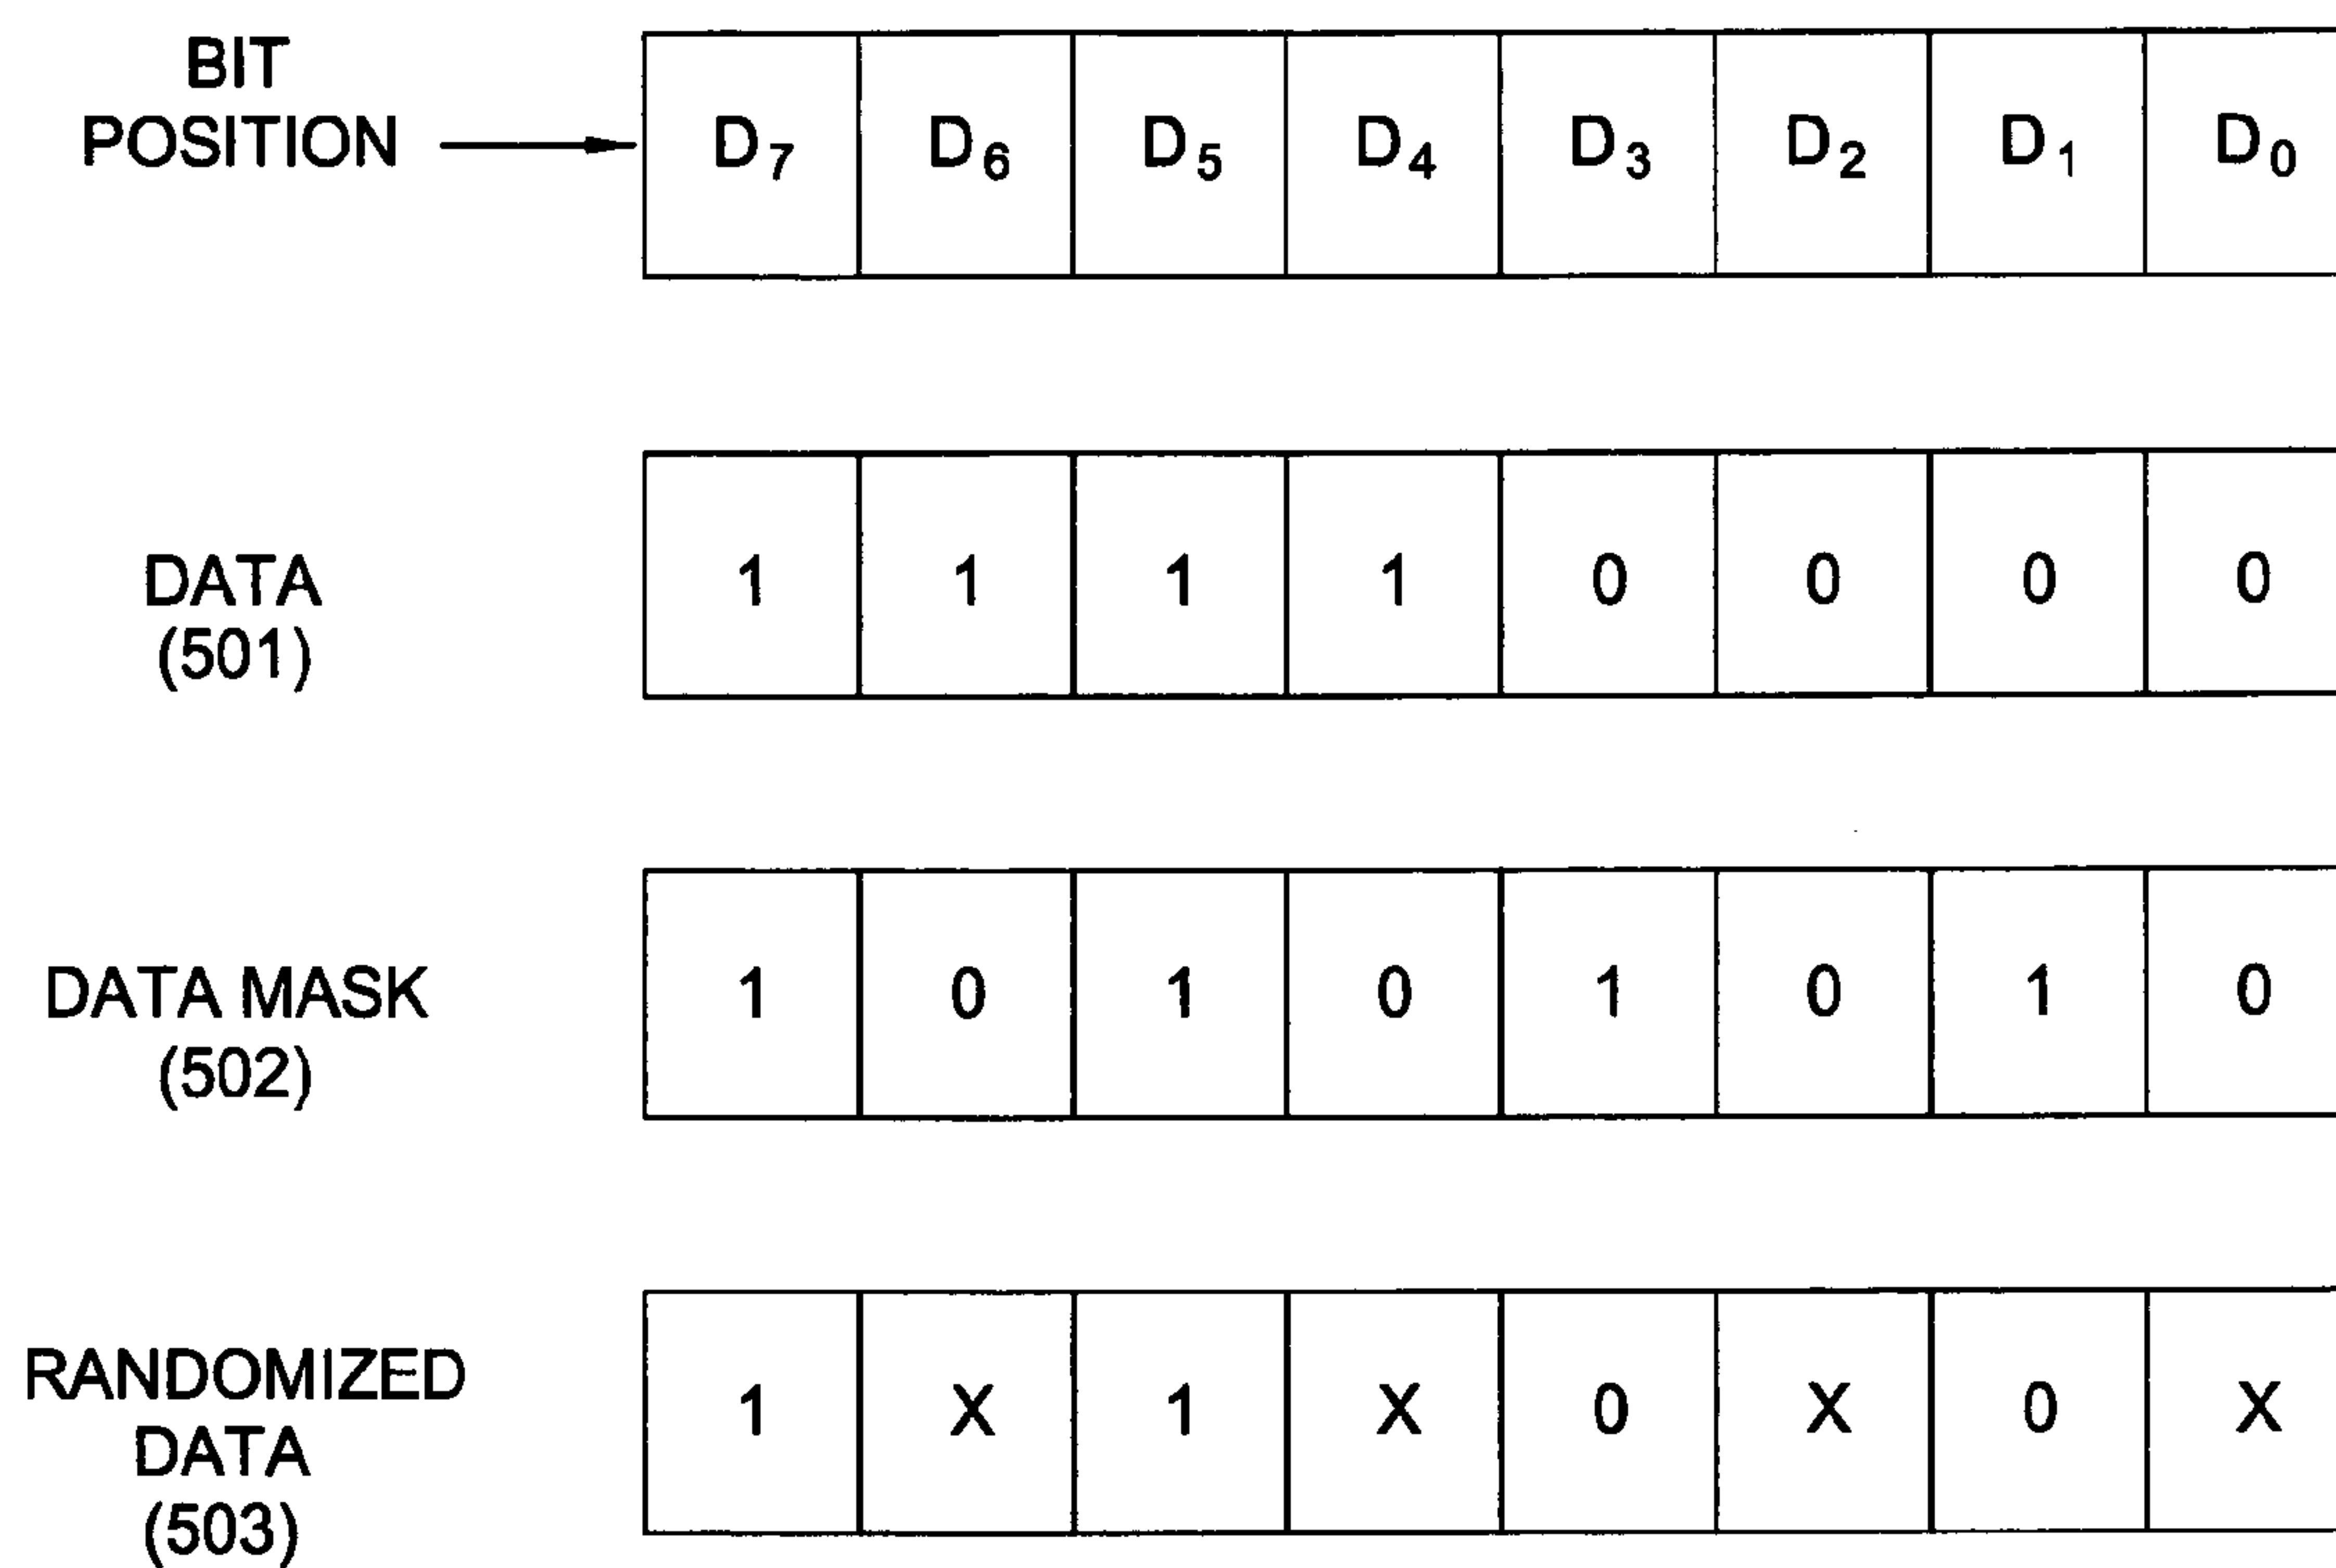 BIT
POSITION
D₇ D₆ D₅ D₄ D₃ D₂ D₁ D₀
DATA
(501)
1 1 1 1 0 0 0 0
DATA MASK
(502)
1 0 1 0 1 0 1 0
RANDOMIZED
DATA
(503)
1 X 1 X 0 X 0 X